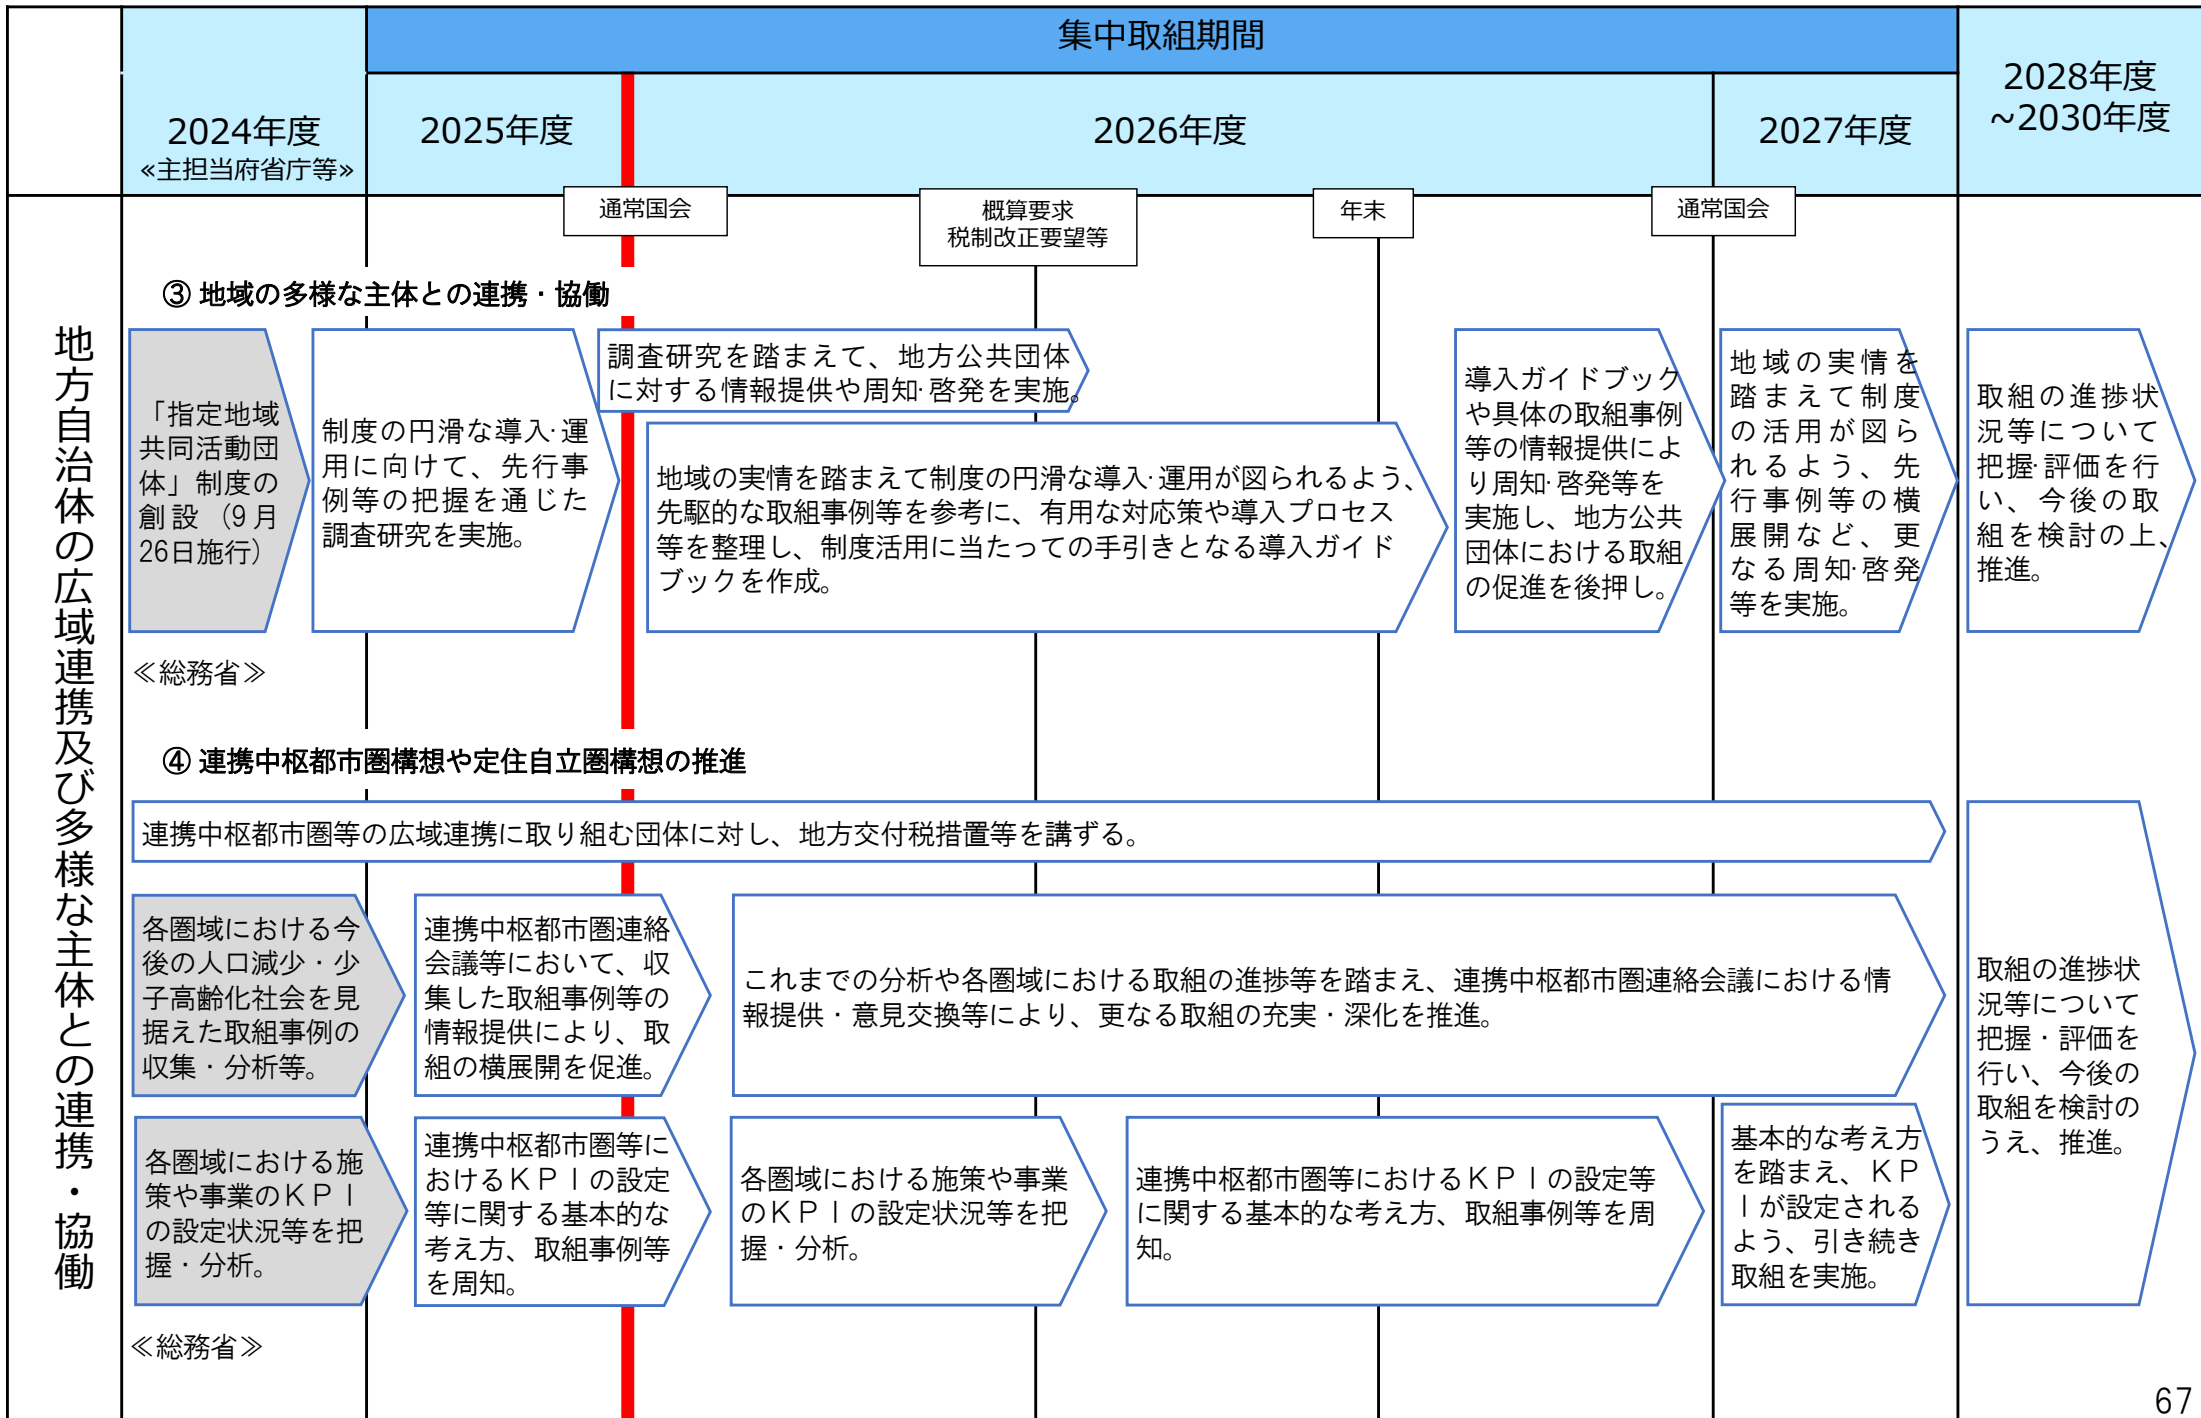 集中取組期間
2024年度
«主担当府省庁等»
2025年度
2026年度
2027年度
2028年度
~2030年度
通常国会
概算要求
税制改正要望等
年末
通常国会
地方自治体の広域連携及び多様な主体との連携・協働
③ 地域の多様な主体との連携・協働
「指定地域
共同活動団
体」制度の
創設（9月
26日施行）
制度の円滑な導入・運
用に向けて、先行事
例等の把握を通じた
調査研究を実施。
調査研究を踏まえて、地方公共団体
に対する情報提供や周知・啓発を実施。
地域の実情を踏まえて制度の円滑な導入・運用が図られるよう、
先駆的な取組事例等を参考に、有用な対応策や導入プロセス
等を整理し、制度活用に当たっての手引きとなる導入ガイド
ブックを作成。
導入ガイドブック
や具体の取組事例
等の情報提供によ
り周知・啓発等を
実施し、地方公共
団体における取組
の促進を後押し。
地域の実情を
踏まえて制度
の活用が図ら
れるよう、先
行事例等の横
展開など、更
なる周知・啓発
等を実施。
取組の進捗状
況等について
把握・評価を行
い、今後の取
組を検討の上、
推進。
≪総務省≫
④ 連携中枢都市圏構想や定住自立圏構想の推進
連携中枢都市圏等の広域連携に取り組む団体に対し、地方交付税措置等を講ずる。
各圏域における今
後の人口減少・少
子高齢化社会を見
据えた取組事例の
収集・分析等。
連携中枢都市圏連絡
会議等において、収
集した取組事例等の
情報提供により、取
組の横展開を促進。
これまでの分析や各圏域における取組の進捗等を踏まえ、連携中枢都市圏連絡会議における情
報提供・意見交換等により、更なる取組の充実・深化を推進。
取組の進捗状
況等について
把握・評価を
行い、今後の
取組を検討の
うえ、推進。
各圏域における施
策や事業のＫＰＩ
の設定状況等を把
握・分析。
連携中枢都市圏等に
おけるＫＰＩの設定
等に関する基本的な
考え方、取組事例等
を周知。
各圏域における施策や事業
のＫＰＩの設定状況等を把
握・分析。
連携中枢都市圏等におけるＫＰＩの設定等
に関する基本的な考え方、取組事例等を周
知。
基本的な考え方
を踏まえ、ＫＰ
Ｉが設定される
よう、引き続き
取組を実施。
≪総務省≫
67